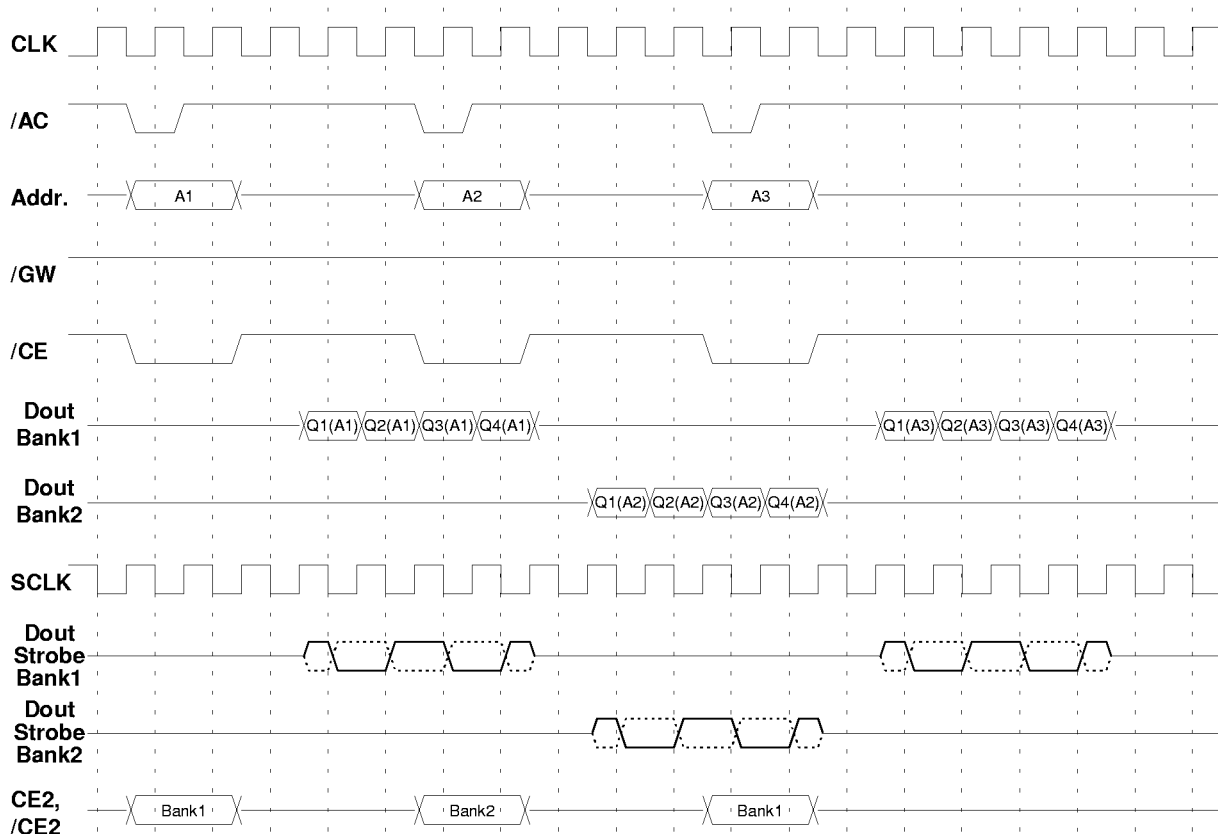 CLK
/AC
Addr. A1 A2 A3
/GW
/CE
Dout
Bank1
Q1(A1) Q2(A1) Q3(A1) Q4(A1) Q1(A3) Q2(A3) Q3(A3) Q4(A3)
Dout
Bank2
Q1(A2) Q2(A2) Q3(A2) Q4(A2)
SCLK
Dout
Strobe
Bank1
Dout
Strobe
Bank2
CE2,
/CE2
Bank1 Bank2 Bank1